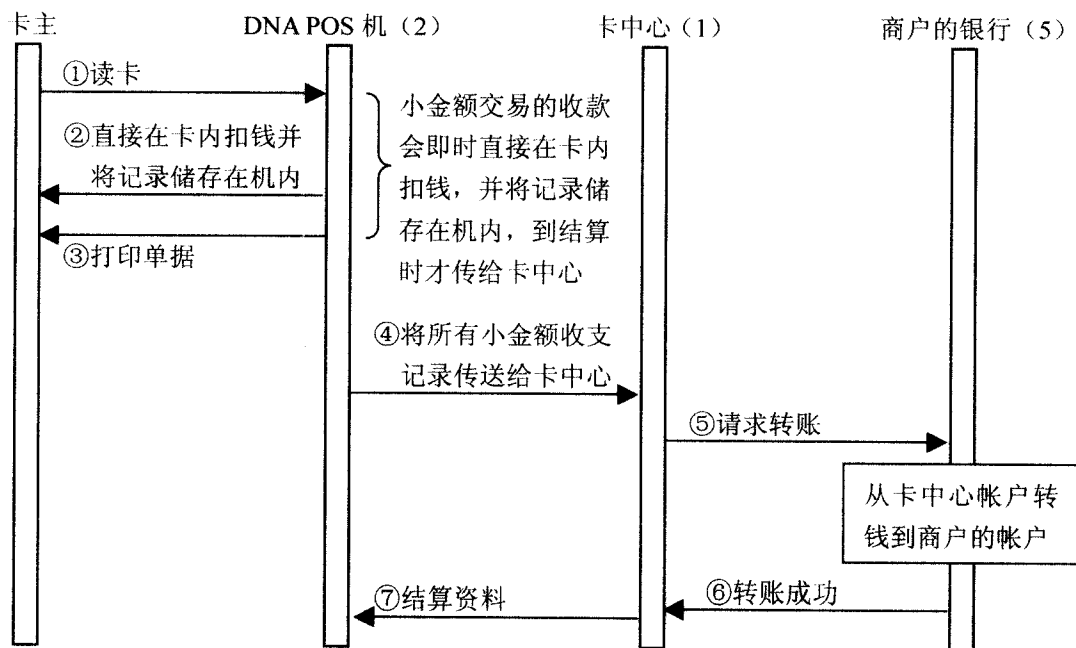 卡主
DNA POS 机（2）
卡中心（1）
商户的银行（5）
①读卡
②直接在卡内扣钱并
将记录储存在机内
③打印单据
小金额交易的收款
会即时直接在卡内
扣钱，并将记录储
存在机内，到结算
时才传给卡中心
④将所有小金额收支
记录传送给卡中心
⑤请求转账
从卡中心帐户转
钱到商户的帐户
⑥转账成功
⑦结算资料